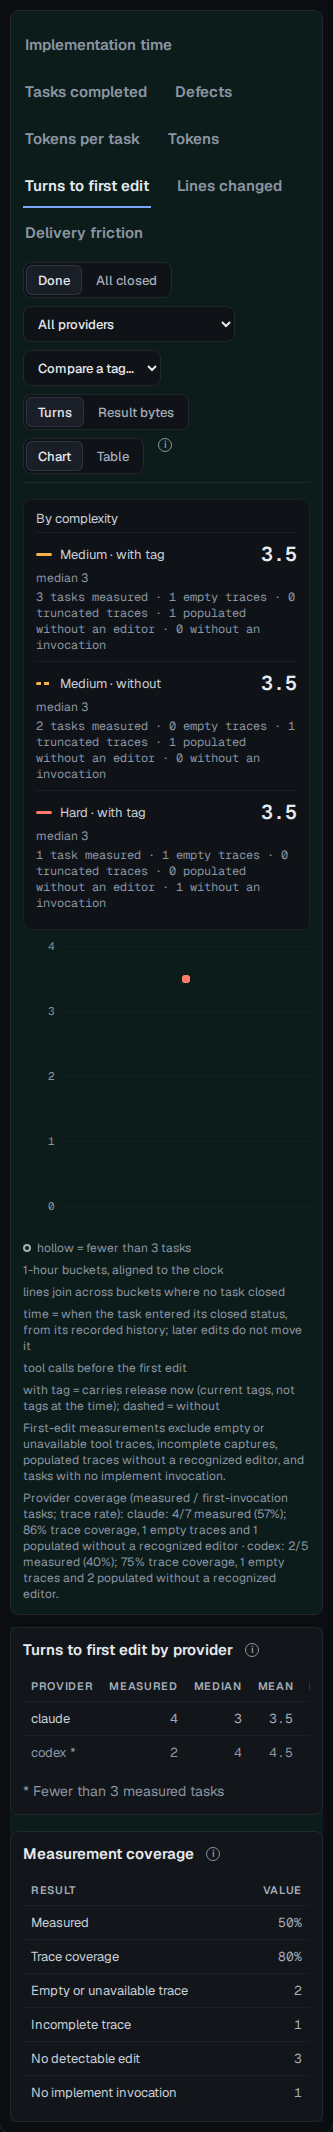 Implementation time
Tasks completed Defects
Tokens per task Tokens
Turns to first edit Lines changed
Delivery friction
Done All closed
All providers
Compare a tag...
Turns Result bytes
Chart Table
By complexity
Medium · with tag 3.5
median 3
3 tasks measured · 1 empty traces · 0
truncated traces · 1 populated
without an editor · 0 without an
invocation
Medium · without 3.5
median 3
2 tasks measured · 0 empty traces · 1
truncated traces · 1 populated
without an editor · 0 without an
invocation
Hard · with tag 3.5
median 3
1 task measured · 1 empty traces · 0
truncated traces · 0 populated
without an editor · 1 without an
invocation
4
3
2
1
0
hollow = fewer than 3 tasks
1-hour buckets, aligned to the clock
lines join across buckets where no task closed
time = when the task entered its closed status,
from its recorded history; later edits do not move
it
tool calls before the first edit
with tag = carries release now (current tags, not
tags at the time); dashed = without
First-edit measurements exclude empty or
unavailable tool traces, incomplete captures,
populated traces without a recognized editor, and
tasks with no implement invocation.
Provider coverage (measured / first-invocation
tasks; trace rate): claude: 4/7 measured (57%);
86% trace coverage, 1 empty traces and 1
populated without a recognized editor · codex: 2/5
measured (40%); 75% trace coverage, 1 empty
traces and 2 populated without a recognized
editor.
Turns to first edit by provider
PROVIDER MEASURED MEDIAN MEAN
claude 4 3 3.5
codex * 2 4 4.5
* Fewer than 3 measured tasks
Measurement coverage
RESULT VALUE
Measured 50%
Trace coverage 80%
Empty or unavailable trace 2
Incomplete trace 1
No detectable edit 3
No implement invocation 1